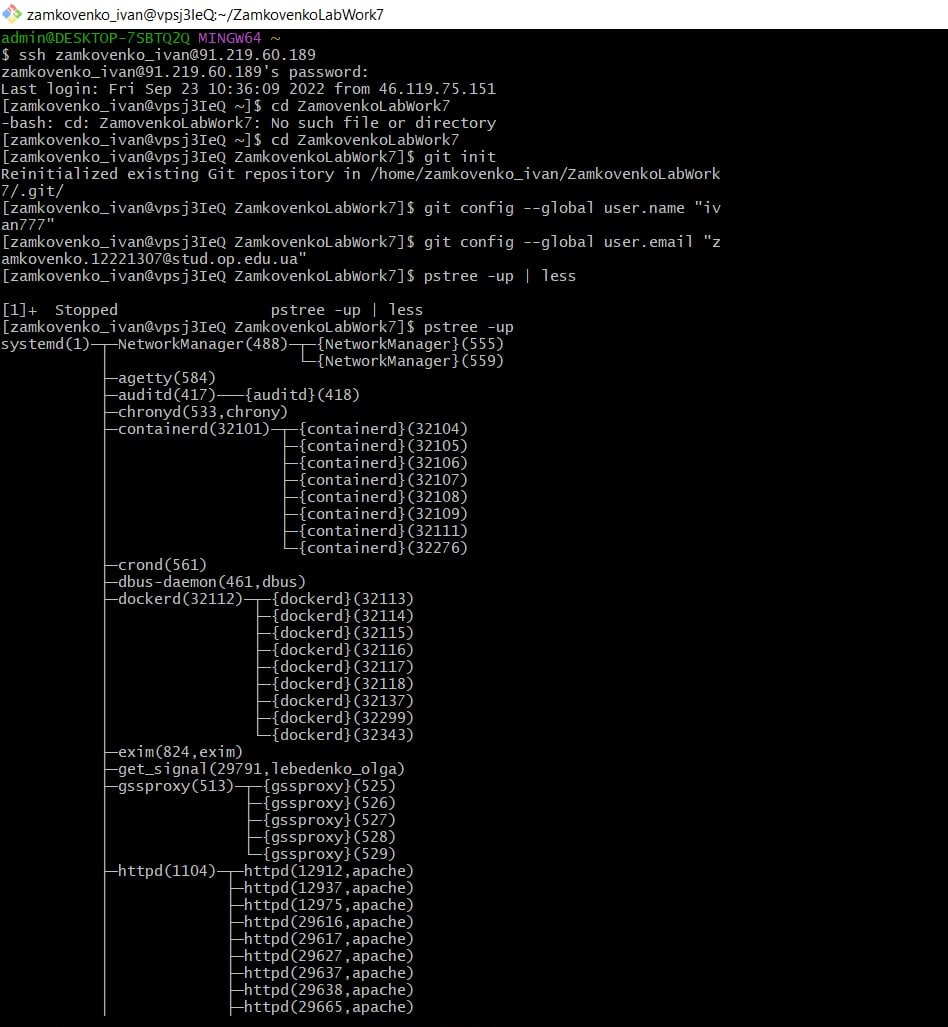 zamkovenko_ivan@vpsj3IeQ:~/ZamkovenkoLabWork7
admin@DESKTOP-7SBTQ2Q MINGW64 ~
$ ssh zamkovenko_ivan@91.219.60.189
zamkovenko_ivan@91.219.60.189's password:
Last login: Fri Sep 23 10:36:09 2022 from 46.119.75.151
[zamkovenko_ivan@vpsj3IeQ ~]$ cd ZamovenkoLabWork7
-bash: cd: ZamovenkoLabWork7: No such file or directory
[zamkovenko_ivan@vpsj3IeQ ~]$ cd ZamkovenkoLabWork7
[zamkovenko_ivan@vpsj3IeQ ZamkovenkoLabWork7]$ git init
Reinitialized existing Git repository in /home/zamkovenko_ivan/ZamkovenkoLabWork
7/.git/
[zamkovenko_ivan@vpsj3IeQ ZamkovenkoLabWork7]$ git config --global user.name "iv
an777"
[zamkovenko_ivan@vpsj3IeQ ZamkovenkoLabWork7]$ git config --global user.email "z
amkovenko.12221307@stud.op.edu.ua"
[zamkovenko_ivan@vpsj3IeQ ZamkovenkoLabWork7]$ pstree -up | less

[1]+  Stopped                 pstree -up | less
[zamkovenko_ivan@vpsj3IeQ ZamkovenkoLabWork7]$ pstree -up
systemd(1)─┬─NetworkManager(488)─┬─{NetworkManager}(555)
           │                     └─{NetworkManager}(559)
           ├─agetty(584)
           ├─auditd(417)───{auditd}(418)
           ├─chronyd(533,chrony)
           ├─containerd(32101)─┬─{containerd}(32104)
           │                   ├─{containerd}(32105)
           │                   ├─{containerd}(32106)
           │                   ├─{containerd}(32107)
           │                   ├─{containerd}(32108)
           │                   ├─{containerd}(32109)
           │                   ├─{containerd}(32111)
           │                   └─{containerd}(32276)
           ├─crond(561)
           ├─dbus-daemon(461,dbus)
           ├─dockerd(32112)─┬─{dockerd}(32113)
           │                ├─{dockerd}(32114)
           │                ├─{dockerd}(32115)
           │                ├─{dockerd}(32116)
           │                ├─{dockerd}(32117)
           │                ├─{dockerd}(32118)
           │                ├─{dockerd}(32137)
           │                ├─{dockerd}(32299)
           │                └─{dockerd}(32343)
           ├─exim(824,exim)
           ├─get_signal(29791,lebedenko_olga)
           ├─gssproxy(513)─┬─{gssproxy}(525)
           │               ├─{gssproxy}(526)
           │               ├─{gssproxy}(527)
           │               ├─{gssproxy}(528)
           │               └─{gssproxy}(529)
           ├─httpd(1104)─┬─httpd(12912,apache)
           │             ├─httpd(12937,apache)
           │             ├─httpd(12975,apache)
           │             ├─httpd(29616,apache)
           │             ├─httpd(29617,apache)
           │             ├─httpd(29627,apache)
           │             ├─httpd(29637,apache)
           │             ├─httpd(29638,apache)
           │             ├─httpd(29665,apache)